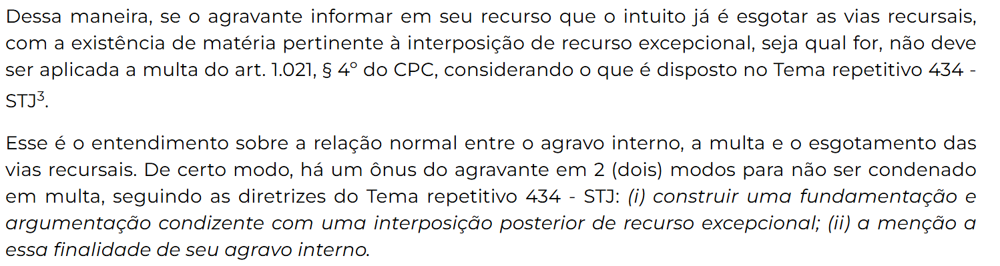 Dessa maneira, se o agravante informar em seu recurso que o intuito já é esgotar as vias recursais,
com a existência de matéria pertinente à interposição de recurso excepcional, seja qual for, não deve
ser aplicada a multa do art. 1.021, § 4º do CPC, considerando o que é disposto no Tema repetitivo 434 -
STJ³.
Esse é o entendimento sobre a relação normal entre o agravo interno, a multa e o esgotamento das
vias recursais. De certo modo, há um ônus do agravante em 2 (dois) modos para não ser condenado
em multa, seguindo as diretrizes do Tema repetitivo 434 - STJ: (i) construir uma fundamentação e
argumentação condizente com uma interposição posterior de recurso excepcional; (ii) a menção a
essa finalidade de seu agravo interno.